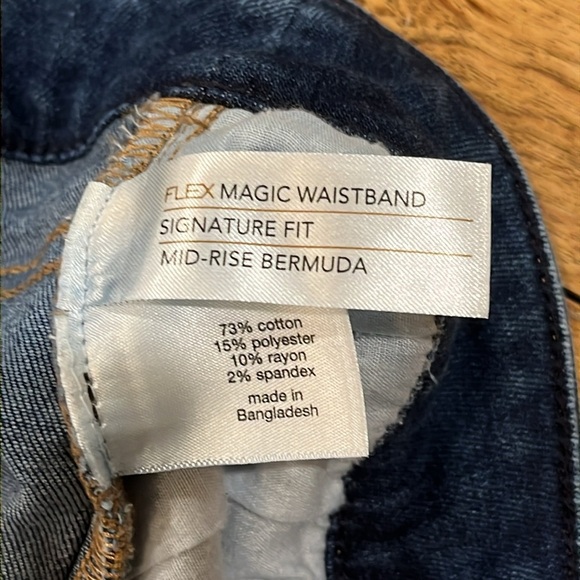 FLEX MAGIC WAISTBAND
SIGNATURE FIT
MID-RISE BERMUDA
73% cotton
15% polyester
10% rayon
2% spandex
made in
Bangladesh